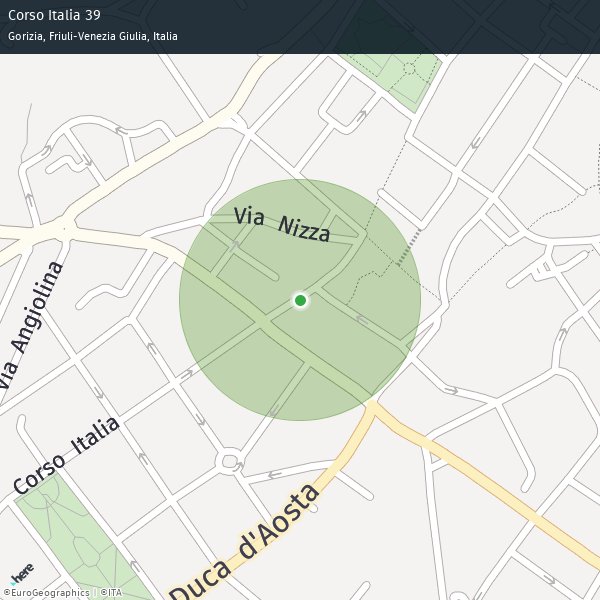 Corso Italia 39
Gorizia, Friuli-Venezia Giulia, Italia
Via Nizza
Via Angiolina
Corso Italia
Duca d'Aosta
here
©EuroGeographics | ©ITA